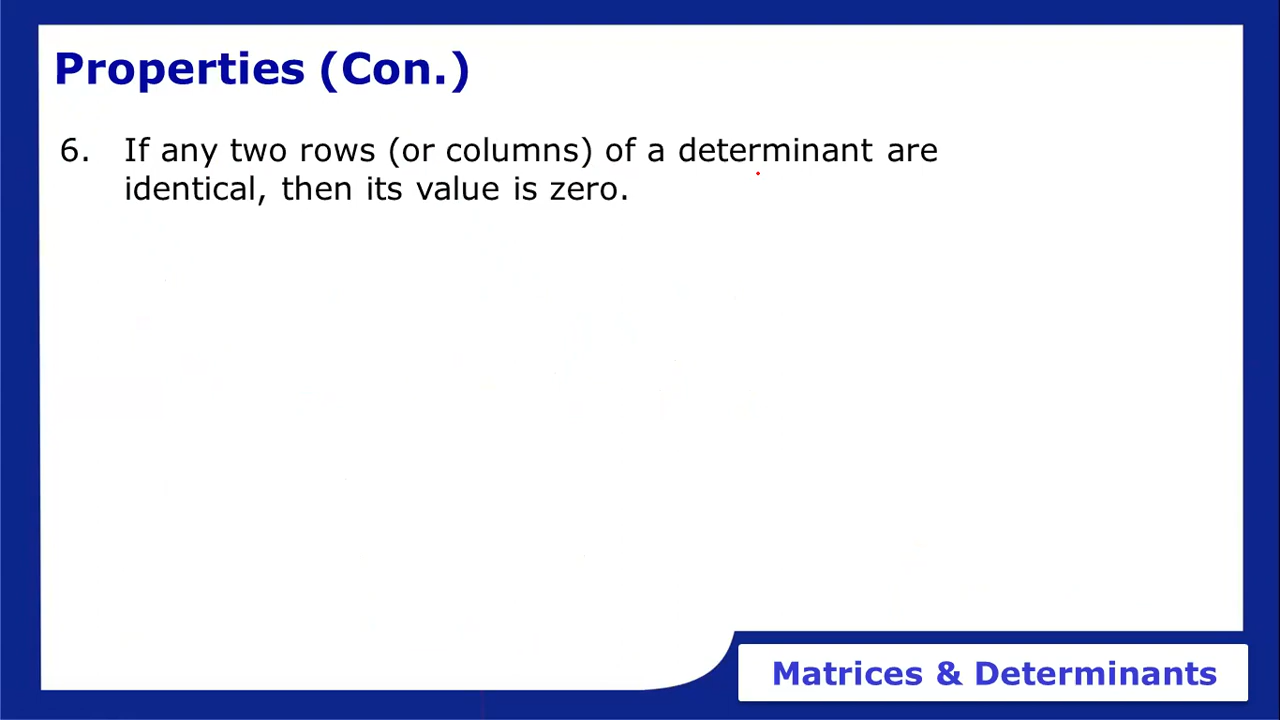 Properties (Con.)
6. If any two rows (or columns) of a determinant are
identical, then its value is zero.
Matrices & Determinants